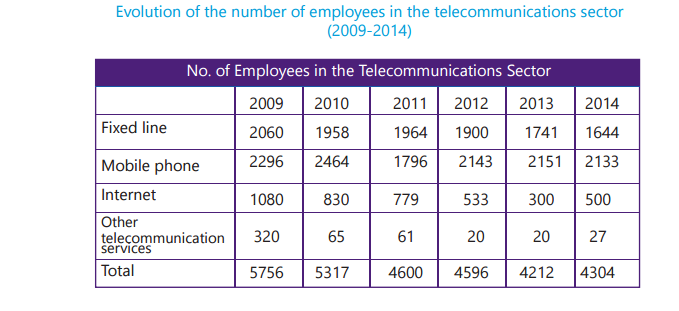 Evolution of the number of employees in the telecommunications sector
(2009-2014)
No. of Employees in the Telecommunications Sector
2009 2010 2011 2012 2013 2014
Fixed line 2060 1958 1964 1900 1741 1644
Mobile phone 2296 2464 1796 2143 2151 2133
Internet 1080 830 779 533 300 500
Other
telecommunication 320 65 61 20 20 27
services
Total 5756 5317 4600 4596 4212 4304